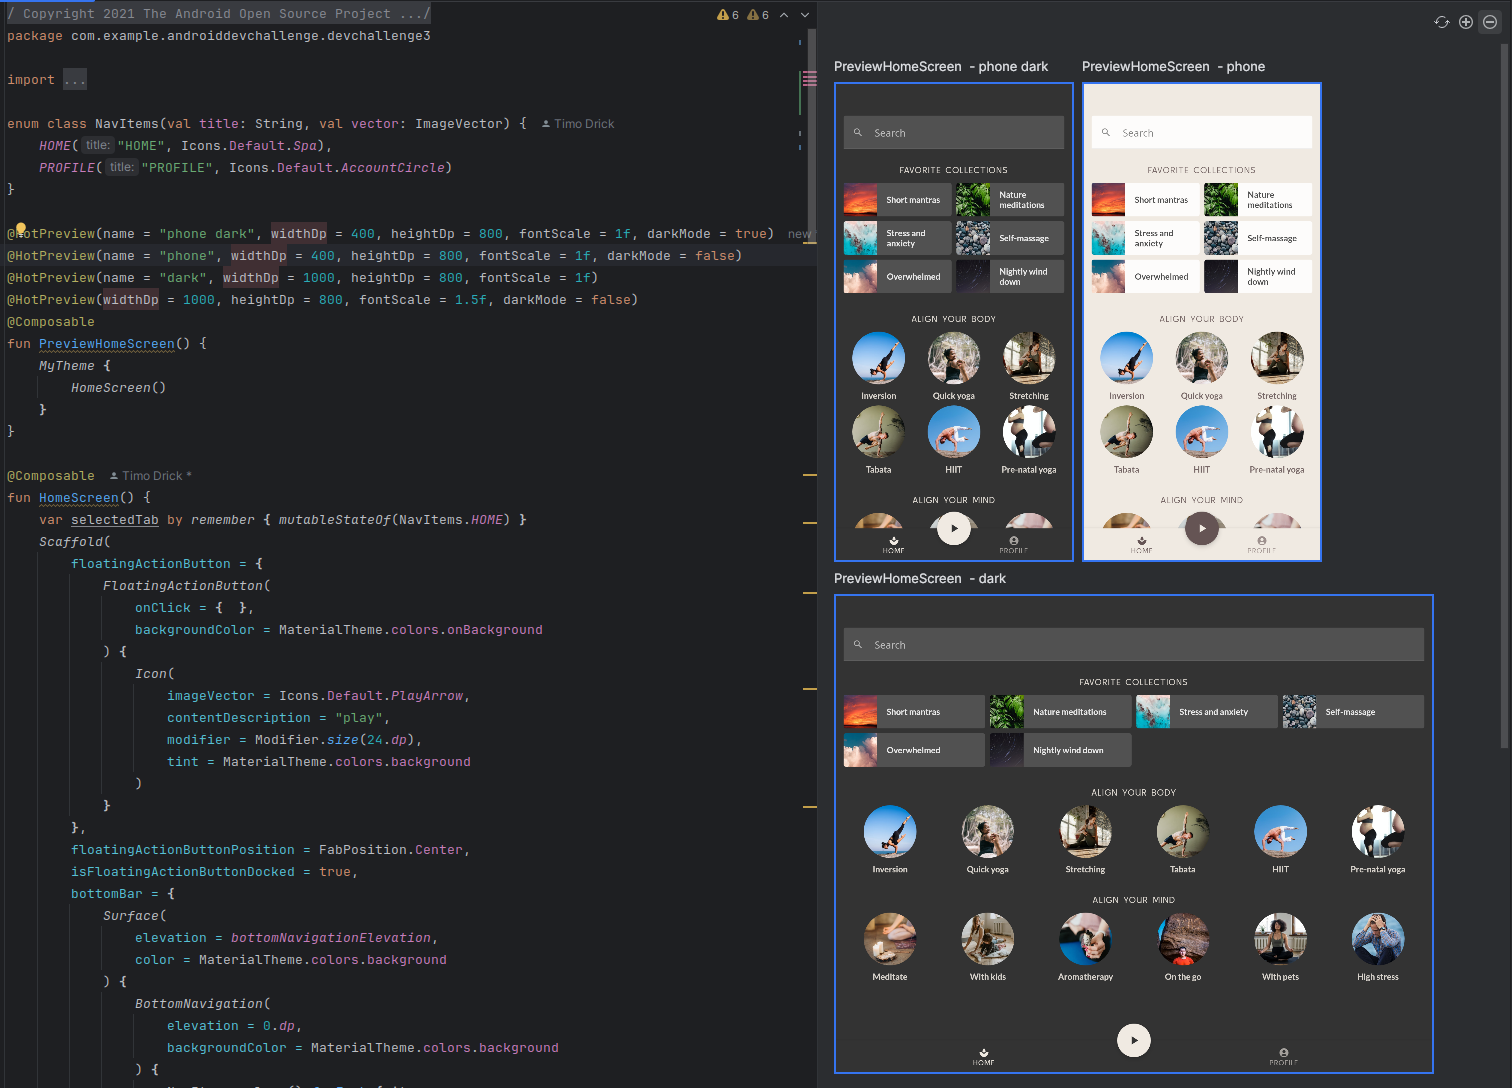 / Copyright 2021 The Android Open Source Project .../
6 6
package com.example.androiddevchallenge.devchallenge3
import ...
enum class NavItems(val title: String, val vector: ImageVector) { Timo Drick
HOME( title: "HOME", Icons.Default.Spa),
PROFILE( title: "PROFILE", Icons.Default.AccountCircle)
}
@HotPreview(name = "phone dark", widthDp = 400, heightDp = 800, fontScale = 1f, darkMode = true) new
@HotPreview(name = "phone", widthDp = 400, heightDp = 800, fontScale = 1f, darkMode = false)
@HotPreview(name = "dark", widthDp = 1000, heightDp = 800, fontScale = 1f)
@HotPreview(widthDp = 1000, heightDp = 800, fontScale = 1.5f, darkMode = false)
@Composable
fun PreviewHomeScreen() {
MyTheme {
HomeScreen()
}
}
@Composable Timo Drick *
fun HomeScreen() {
var selectedTab by remember { mutableStateOf(NavItems.HOME) }
Scaffold(
floatingActionButton = {
FloatingActionButton(
onClick = { },
backgroundColor = MaterialTheme.colors.onBackground
) {
Icon(
imageVector = Icons.Default.PlayArrow,
contentDescription = "play",
modifier = Modifier.size(24.dp),
tint = MaterialTheme.colors.background
)
}
},
floatingActionButtonPosition = FabPosition.Center,
isFloatingActionButtonDocked = true,
bottomBar = {
Surface(
elevation = bottomNavigationElevation,
color = MaterialTheme.colors.background
) {
BottomNavigation(
elevation = 0.dp,
backgroundColor = MaterialTheme.colors.background
) {
PreviewHomeScreen - phone dark
Search
FAVORITE COLLECTIONS
Short mantras
Nature
meditations
Stress and
anxiety
Self-massage
Overwhelmed
Nightly wind
down
ALIGN YOUR BODY
Inversion Quick yoga Stretching
Tabata HIIT Pre-natal yoga
ALIGN YOUR MIND
HOME PROFILE
PreviewHomeScreen - phone
Search
FAVORITE COLLECTIONS
Short mantras
Nature
meditations
Stress and
anxiety
Self-massage
Overwhelmed
Nightly wind
down
ALIGN YOUR BODY
Inversion Quick yoga Stretching
Tabata HIIT Pre-natal yoga
ALIGN YOUR MIND
HOME PROFILE
PreviewHomeScreen - dark
Search
FAVORITE COLLECTIONS
Short mantras Nature meditations Stress and anxiety Self-massage
Overwhelmed Nightly wind down
ALIGN YOUR BODY
Inversion Quick yoga Stretching Tabata HIIT Pre-natal yoga
ALIGN YOUR MIND
Meditate With kids Aromatherapy On the go With pets High stress
HOME PROFILE